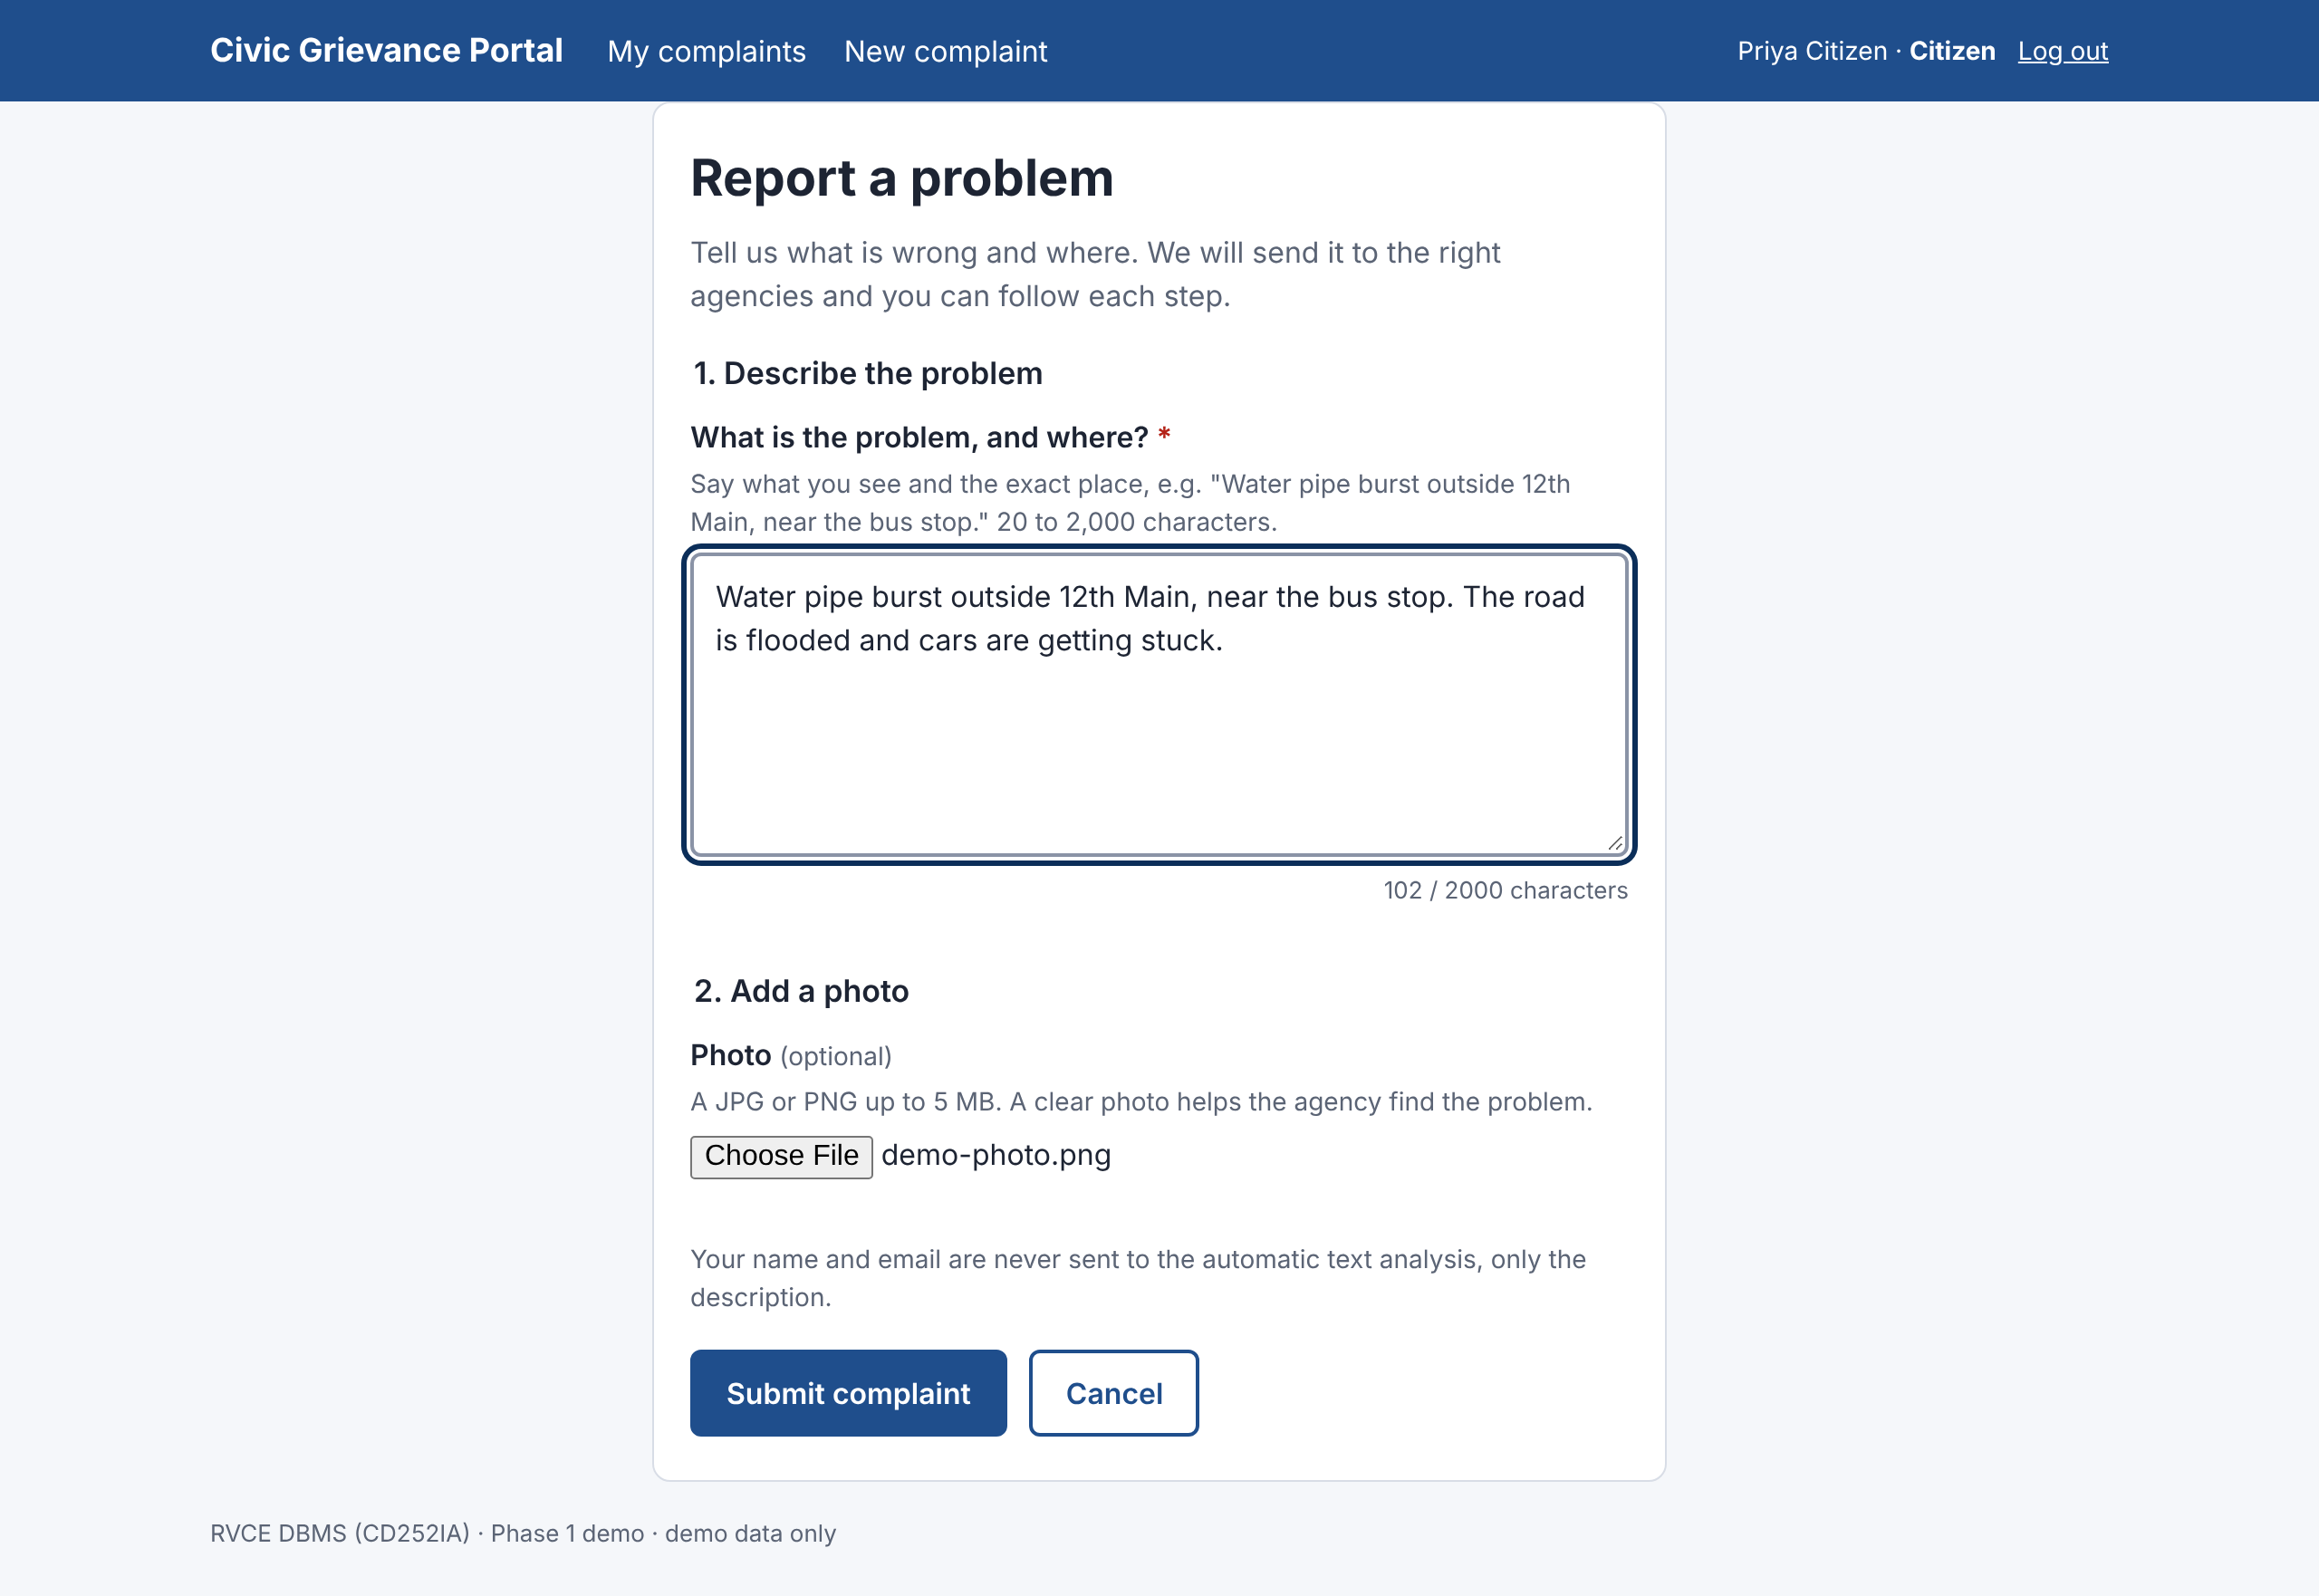 Civic Grievance Portal My complaints New complaint Priya Citizen · Citizen Log out
Report a problem
Tell us what is wrong and where. We will send it to the right
agencies and you can follow each step.
1. Describe the problem
What is the problem, and where? *
Say what you see and the exact place, e.g. "Water pipe burst outside 12th
Main, near the bus stop." 20 to 2,000 characters.
Water pipe burst outside 12th Main, near the bus stop. The road
is flooded and cars are getting stuck.
102 / 2000 characters
2. Add a photo
Photo (optional)
A JPG or PNG up to 5 MB. A clear photo helps the agency find the problem.
Choose File demo-photo.png
Your name and email are never sent to the automatic text analysis, only the
description.
Submit complaint Cancel
RVCE DBMS (CD252IA) · Phase 1 demo · demo data only